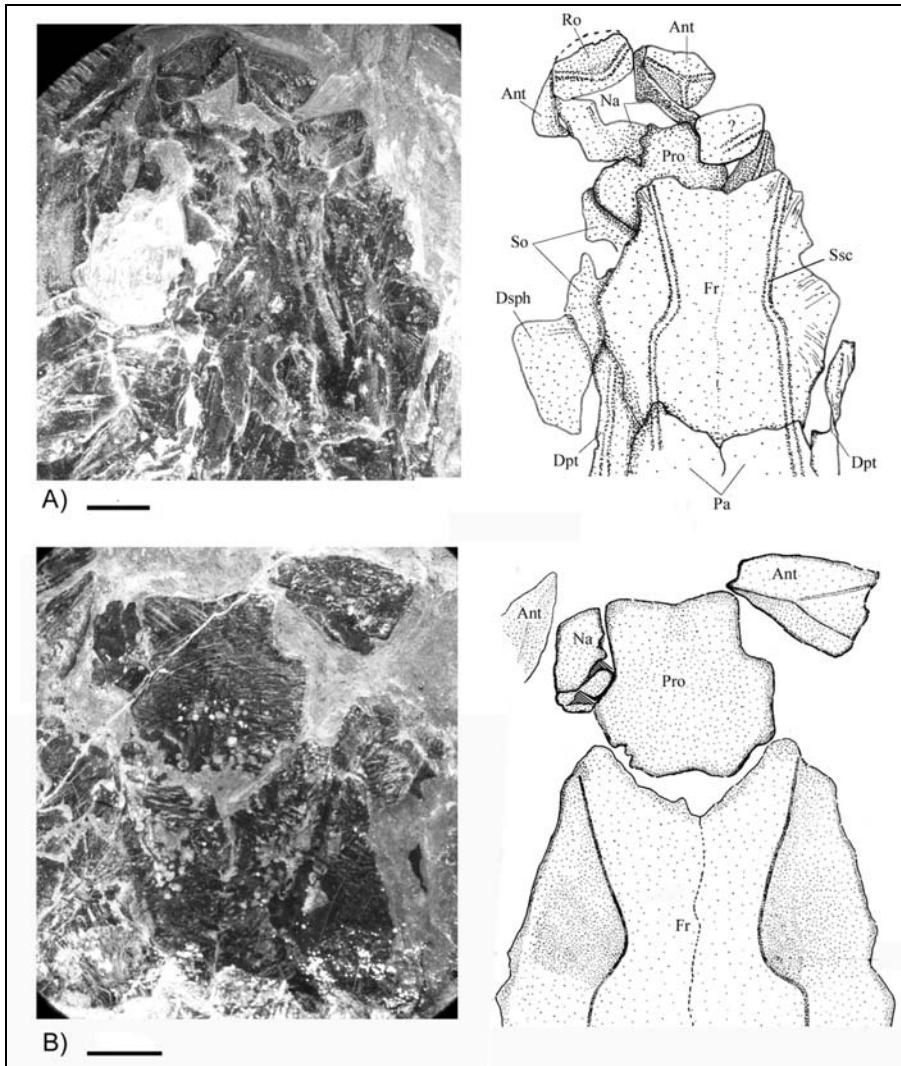 Ro
Ant
Ant
Na
?
Pro
So
Ssc
Dsph
Fr
Dpt
Dpt
Pa
A)
Ant
Ant
Na
Pro
Fr
B)